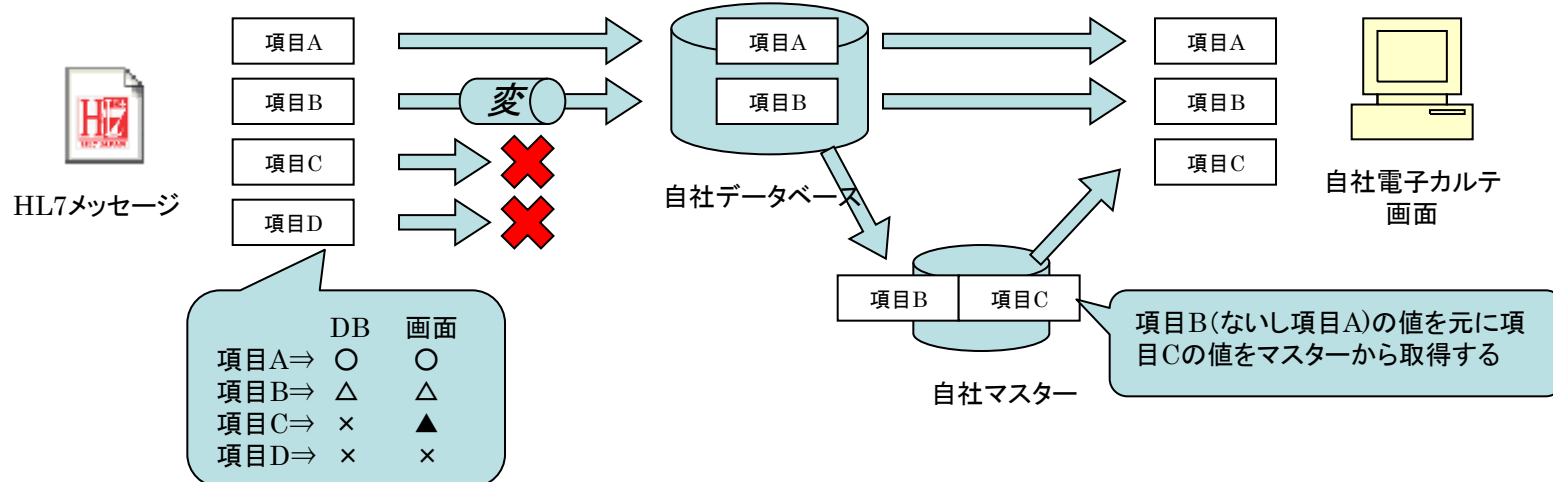 項目A
項目B
項目C
項目D
HL7メッセージ
変
項目A
項目B
自社データベース
項目A
項目B
項目C
自社電子カルテ
画面
項目B
項目C
自社マスター
項目B(ないし項目A)の値を元に項
目Cの値をマスターから取得する
DB 画面
項目A⇒ ○ ○
項目B⇒ △ △
項目C⇒ × ▲
項目D⇒ × ×